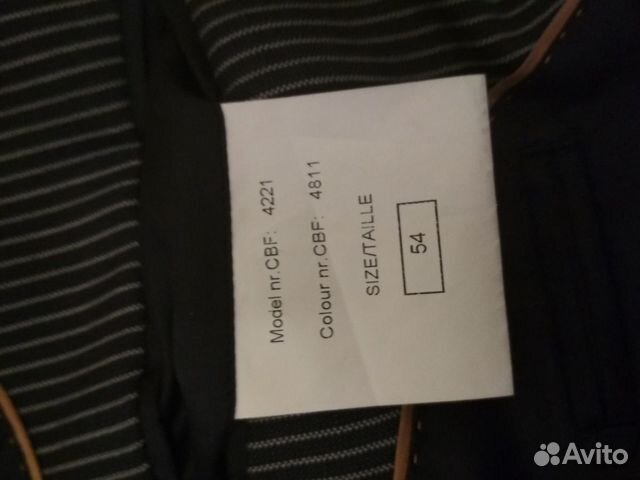 Model nr.CBF: 4221
Colour nr.CBF: 4811
SIZE/TAILLE
54
Avito